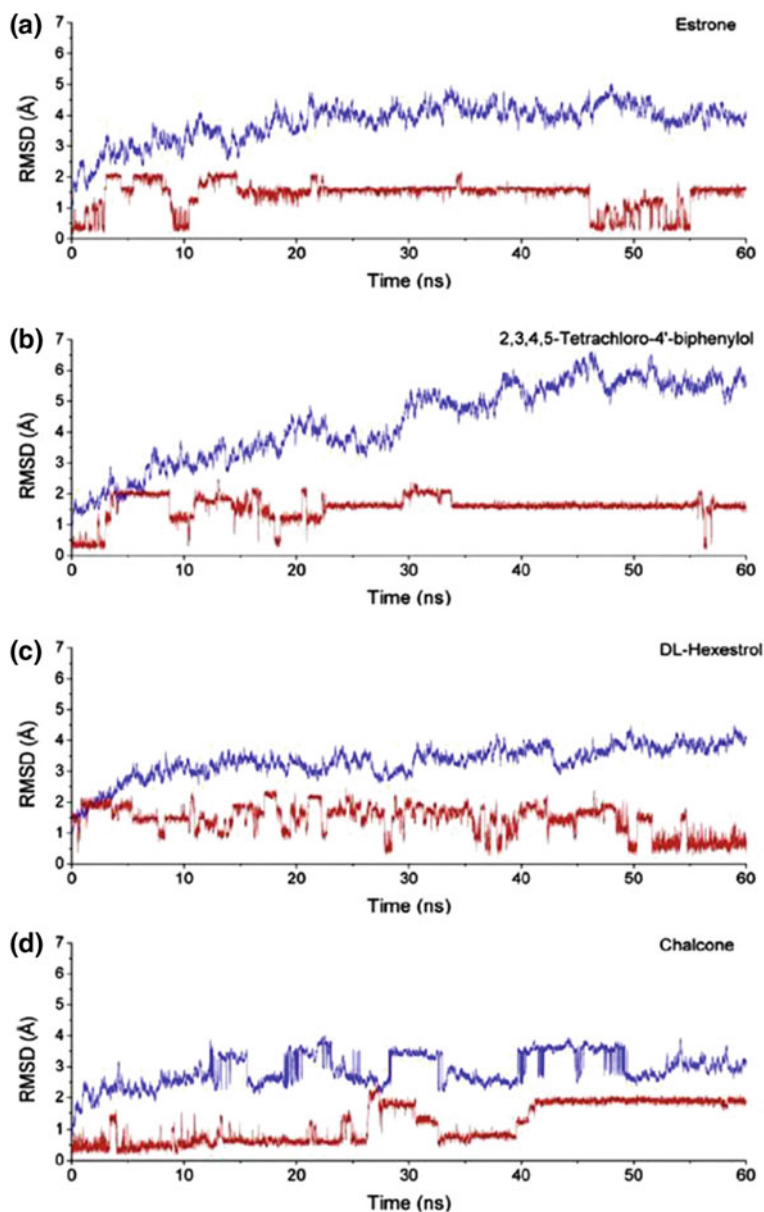 (a)
Estrone
RMSD (Å)
7
6
5
4
3
2
1
0
0 10 20 30 40 50 60
Time (ns)
(b)
2,3,4,5-Tetrachloro-4'-biphenylol
RMSD (Å)
7
6
5
4
3
2
1
0
0 10 20 30 40 50 60
Time (ns)
(c)
DL-Hexestrol
RMSD (Å)
7
6
5
4
3
2
1
0
0 10 20 30 40 50 60
Time (ns)
(d)
Chalcone
RMSD (Å)
7
6
5
4
3
2
1
0
0 10 20 30 40 50 60
Time (ns)